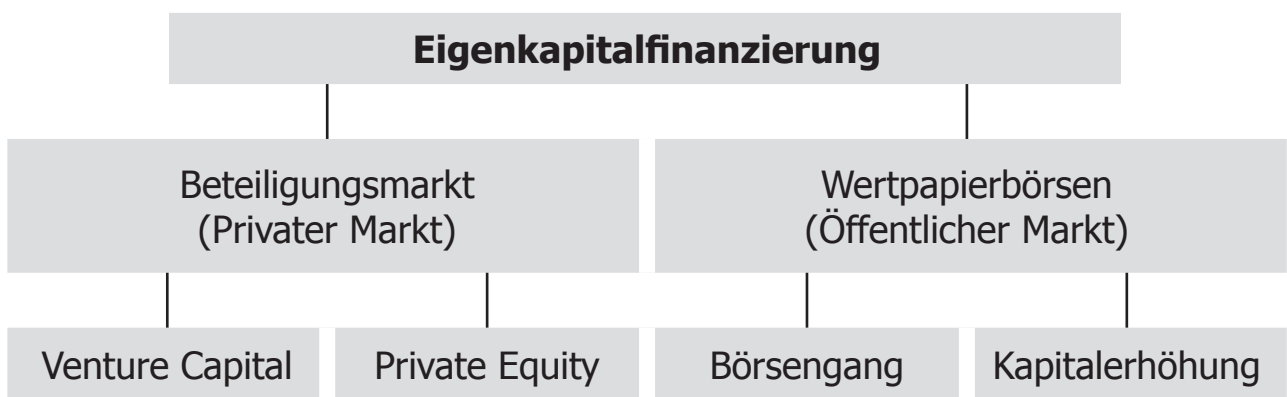 Eigenkapitalfinanzierung
Beteiligungsmarkt
(Privater Markt)
Wertpapierbörsen
(Öffentlicher Markt)
Venture Capital
Private Equity
Börsengang
Kapitalerhöhung